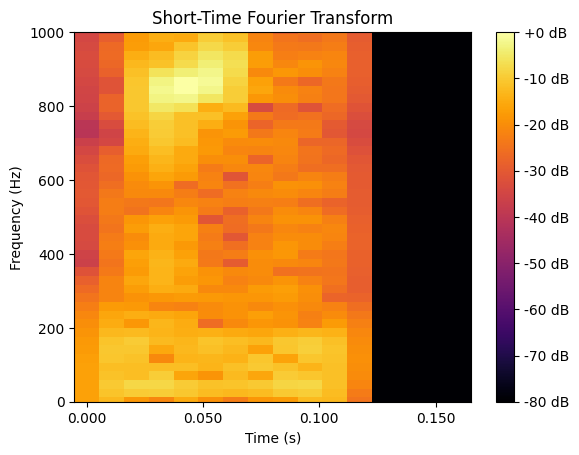 Short-Time Fourier Transform
1000
800
600
400
200
0
Frequency (Hz)
0.000
0.050
0.100
0.150
Time (s)
+0 dB
-10 dB
-20 dB
-30 dB
-40 dB
-50 dB
-60 dB
-70 dB
-80 dB